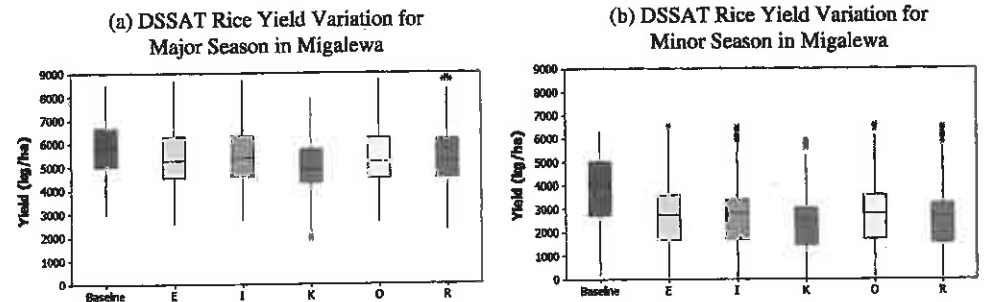 (a) DSSAT Rice Yield Variation for
Major Season in Migalewa
9000
8000
7000
6000
5000
4000
3000
2000
1000
0
Yield (kg/ha)
Baseline E I K O R
(b) DSSAT Rice Yield Variation for
Minor Season in Migalewa
9000
8000
7000
6000
5000
4000
3000
2000
1000
0
Yield (kg/ha)
Baseline E I K O R